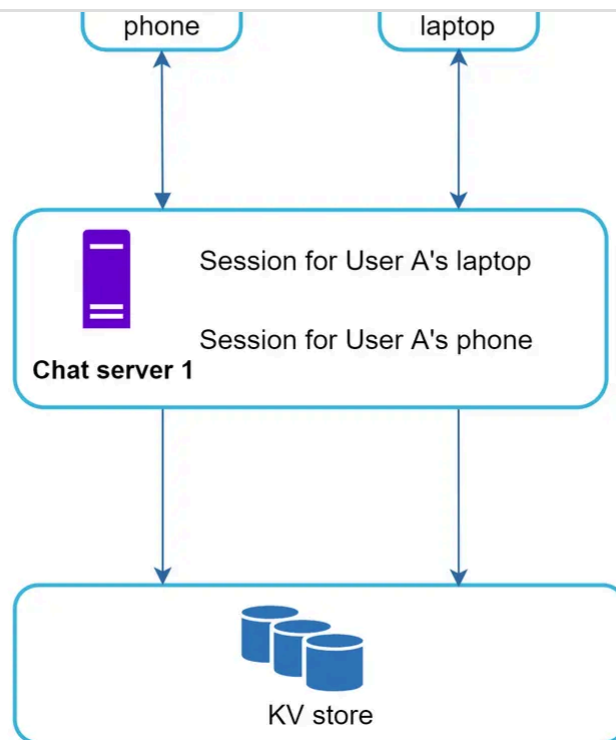 phone
laptop
Session for User A's laptop
Session for User A's phone
Chat server 1
KV store